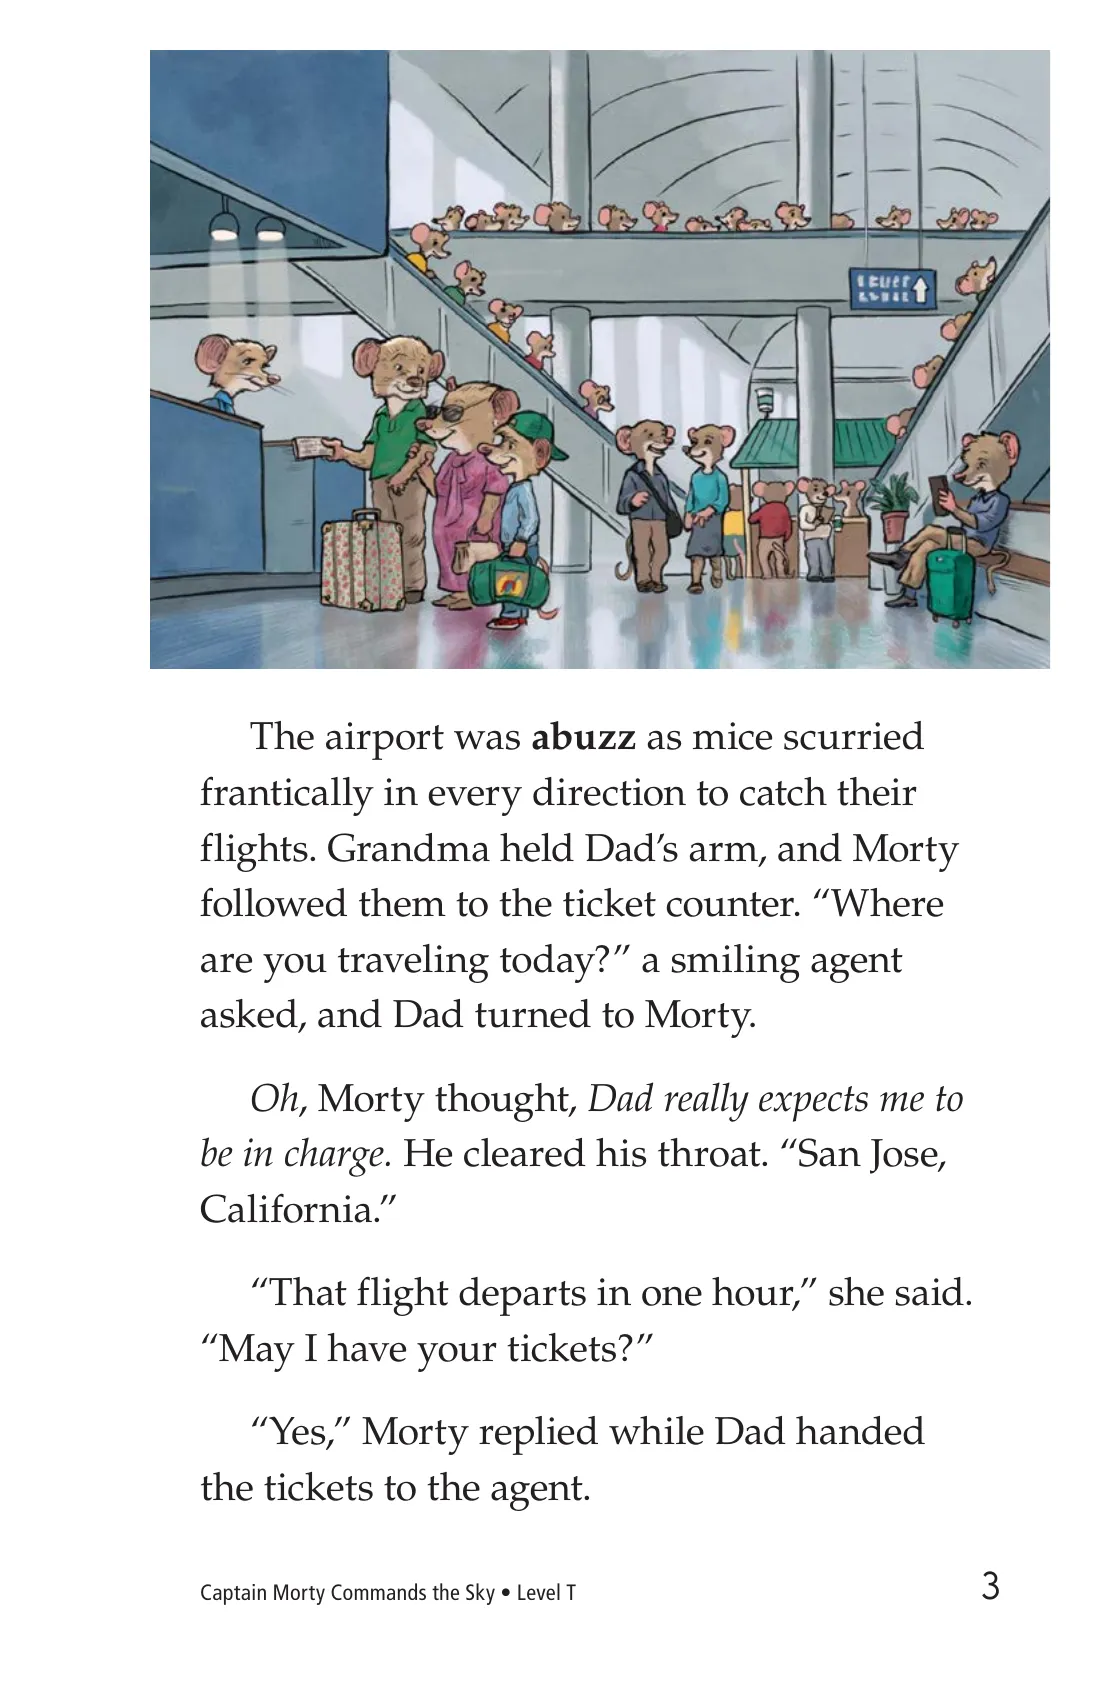 The airport was abuzz as mice scurried
frantically in every direction to catch their
flights. Grandma held Dad’s arm, and Morty
followed them to the ticket counter. “Where
are you traveling today?” a smiling agent
asked, and Dad turned to Morty.
Oh, Morty thought, Dad really expects me to
be in charge. He cleared his throat. “San Jose,
California.”
“That flight departs in one hour,” she said.
“May I have your tickets?”
“Yes,” Morty replied while Dad handed
the tickets to the agent.
Captain Morty Commands the Sky • Level T
3